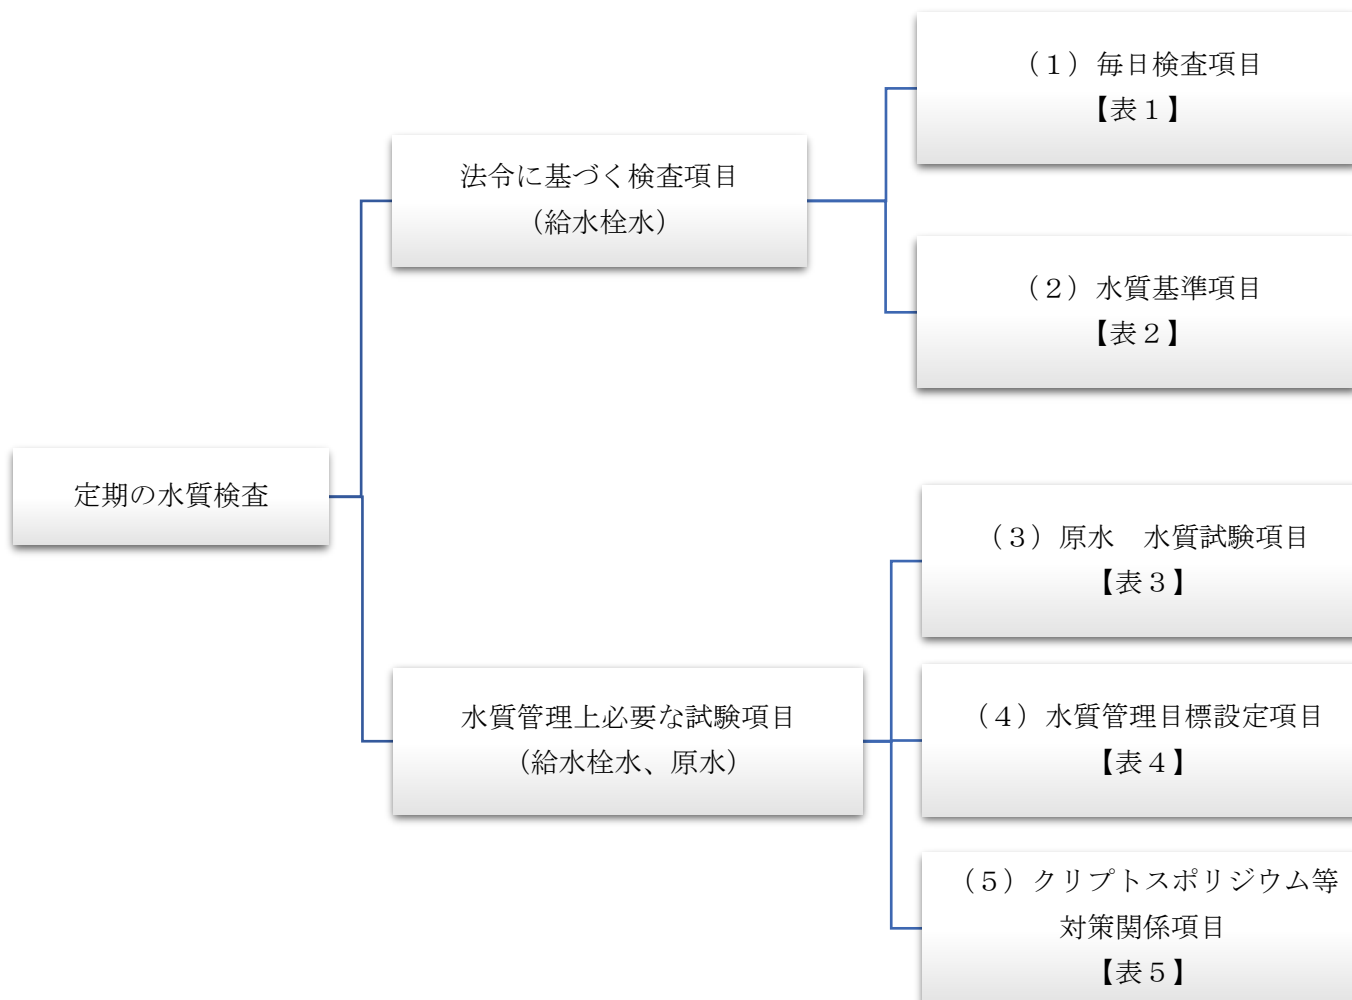 （１）毎日検査項目
【表１】
法令に基づく検査項目
（給水栓水）
（２）水質基準項目
【表２】
定期の水質検査
（３）原水　水質試験項目
【表３】
水質管理上必要な試験項目
（給水栓水、原水）
（４）水質管理目標設定項目
【表４】
（５）クリプトスポリジウム等
対策関係項目
【表５】